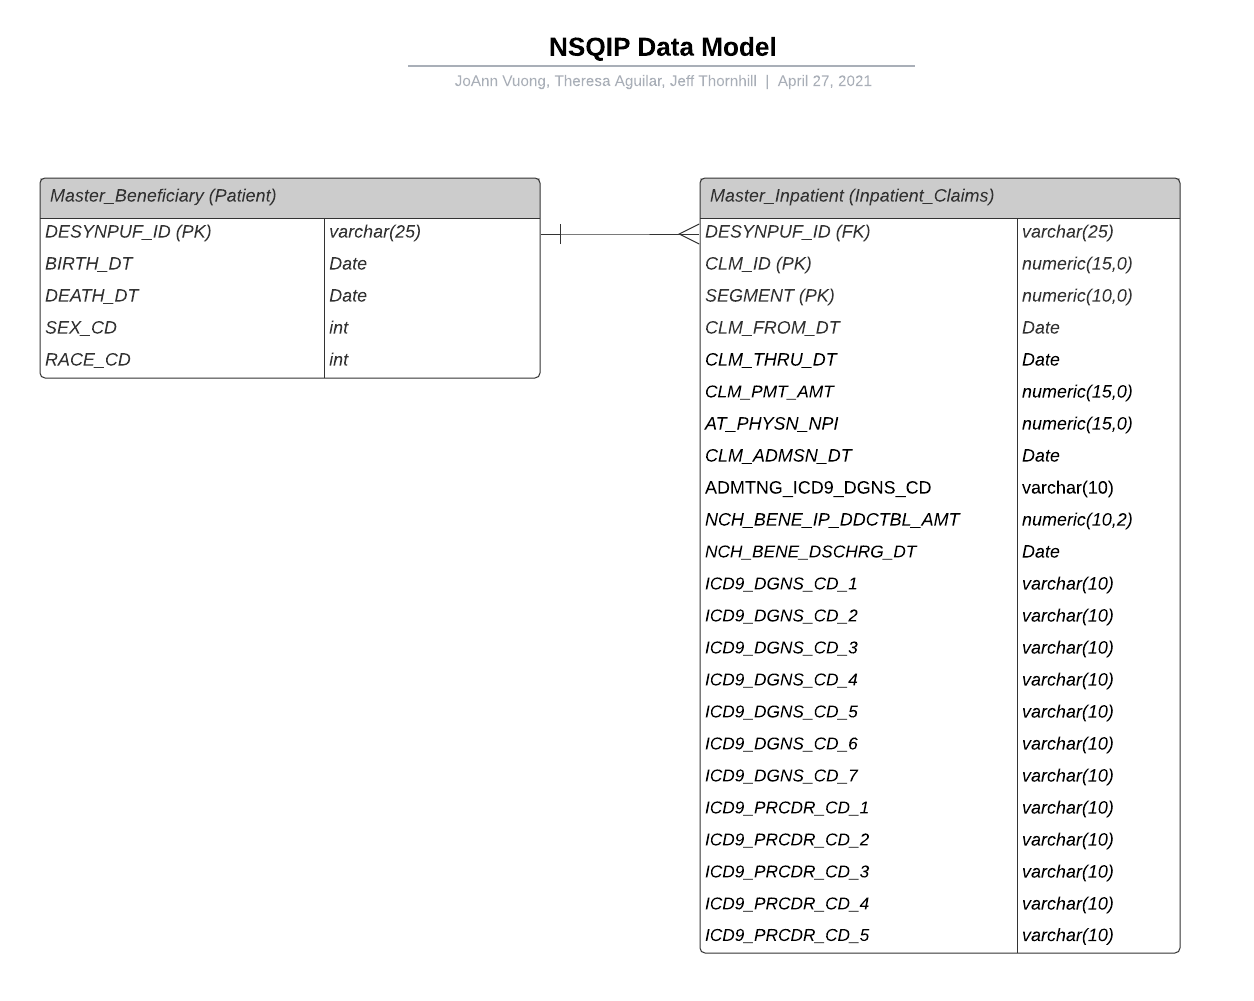 NSQIP Data Model
JoAnn Vuong, Theresa Aguilar, Jeff Thornhill | April 27, 2021
Master_Beneficiary (Patient)
DESYNPUF_ID (PK) varchar(25)
BIRTH_DT Date
DEATH_DT Date
SEX_CD int
RACE_CD int
Master_Inpatient (Inpatient_Claims)
DESYNPUF_ID (FK) varchar(25)
CLM_ID (PK) numeric(15,0)
SEGMENT (PK) numeric(10,0)
CLM_FROM_DT Date
CLM_THRU_DT Date
CLM_PMT_AMT numeric(15,0)
AT_PHYSN_NPI numeric(15,0)
CLM_ADMSN_DT Date
ADMTNG_ICD9_DGNS_CD varchar(10)
NCH_BENE_IP_DDCTBL_AMT numeric(10,2)
NCH_BENE_DSCHRG_DT Date
ICD9_DGNS_CD_1 varchar(10)
ICD9_DGNS_CD_2 varchar(10)
ICD9_DGNS_CD_3 varchar(10)
ICD9_DGNS_CD_4 varchar(10)
ICD9_DGNS_CD_5 varchar(10)
ICD9_DGNS_CD_6 varchar(10)
ICD9_DGNS_CD_7 varchar(10)
ICD9_PRCDR_CD_1 varchar(10)
ICD9_PRCDR_CD_2 varchar(10)
ICD9_PRCDR_CD_3 varchar(10)
ICD9_PRCDR_CD_4 varchar(10)
ICD9_PRCDR_CD_5 varchar(10)